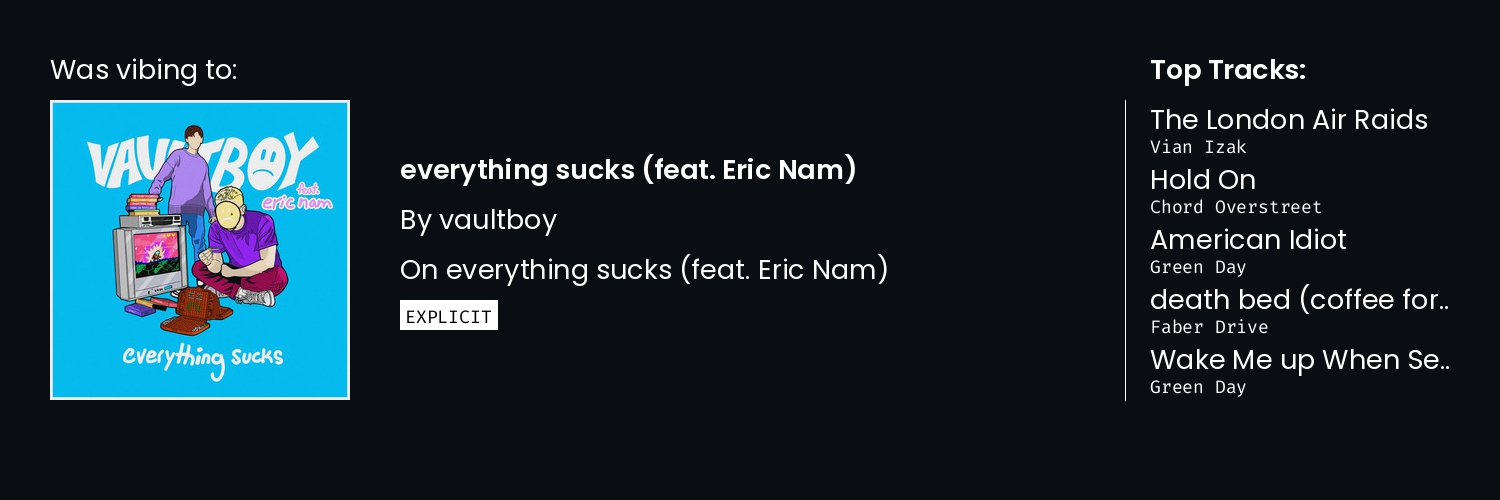 Was vibing to:
VAULTBOY
feat.
eric nam
everything sucks
everything sucks (feat. Eric Nam)
By vaultboy
On everything sucks (feat. Eric Nam)
EXPLICIT
Top Tracks:
The London Air Raids
Vian Izak
Hold On
Chord Overstreet
American Idiot
Green Day
death bed (coffee for..
Faber Drive
Wake Me up When Se..
Green Day